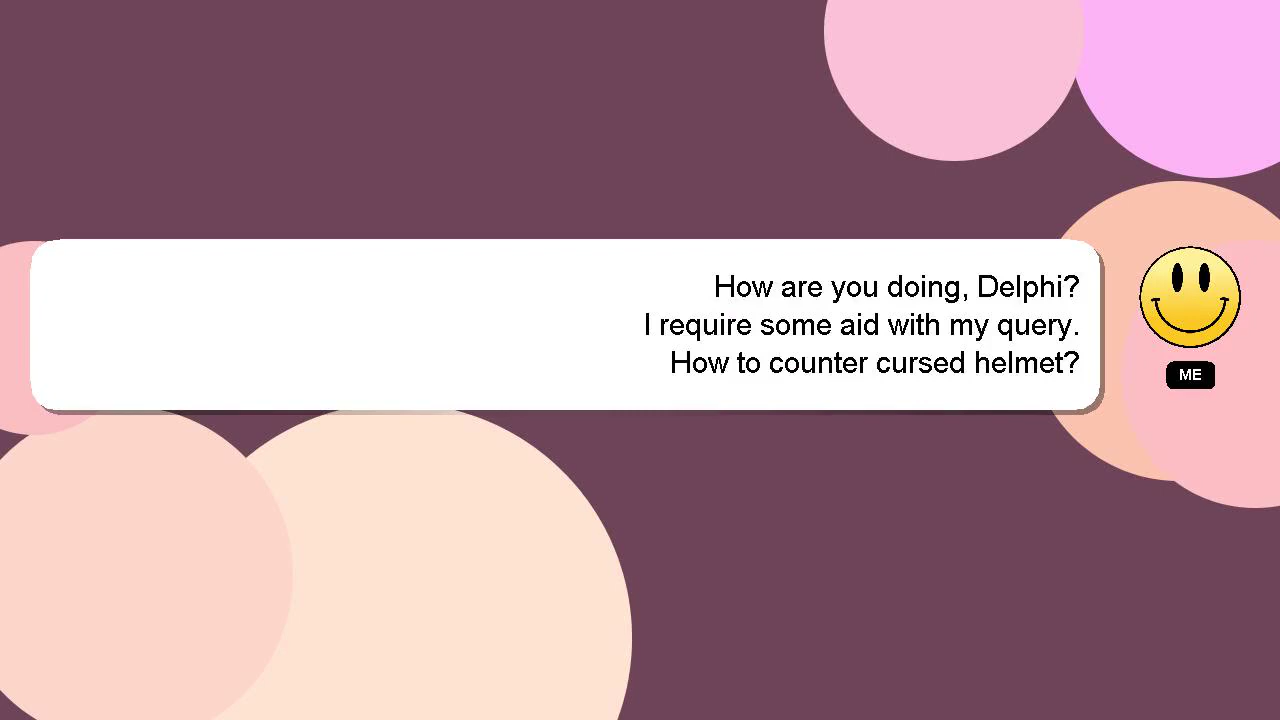 How are you doing, Delphi?
I require some aid with my query.
How to counter cursed helmet?
ME